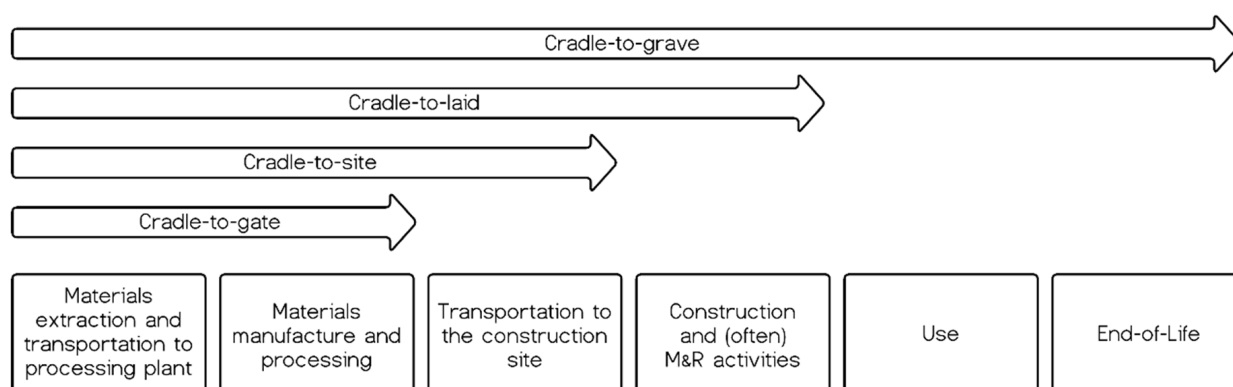 Cradle-to-grave
Cradle-to-laid
Cradle-to-site
Cradle-to-gate
Materials
extraction and
transportation to
processing plant
Materials
manufacture and
processing
Transportation to
the construction
site
Construction
and (often)
M&R activities
Use
End-of-Life